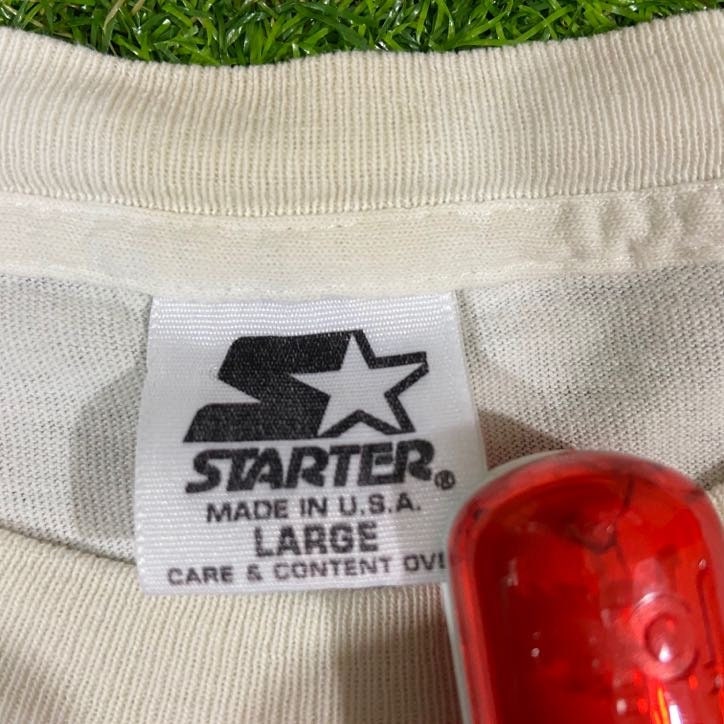 STARTER®
MADE IN U.S.A.
LARGE
CARE & CONTENT